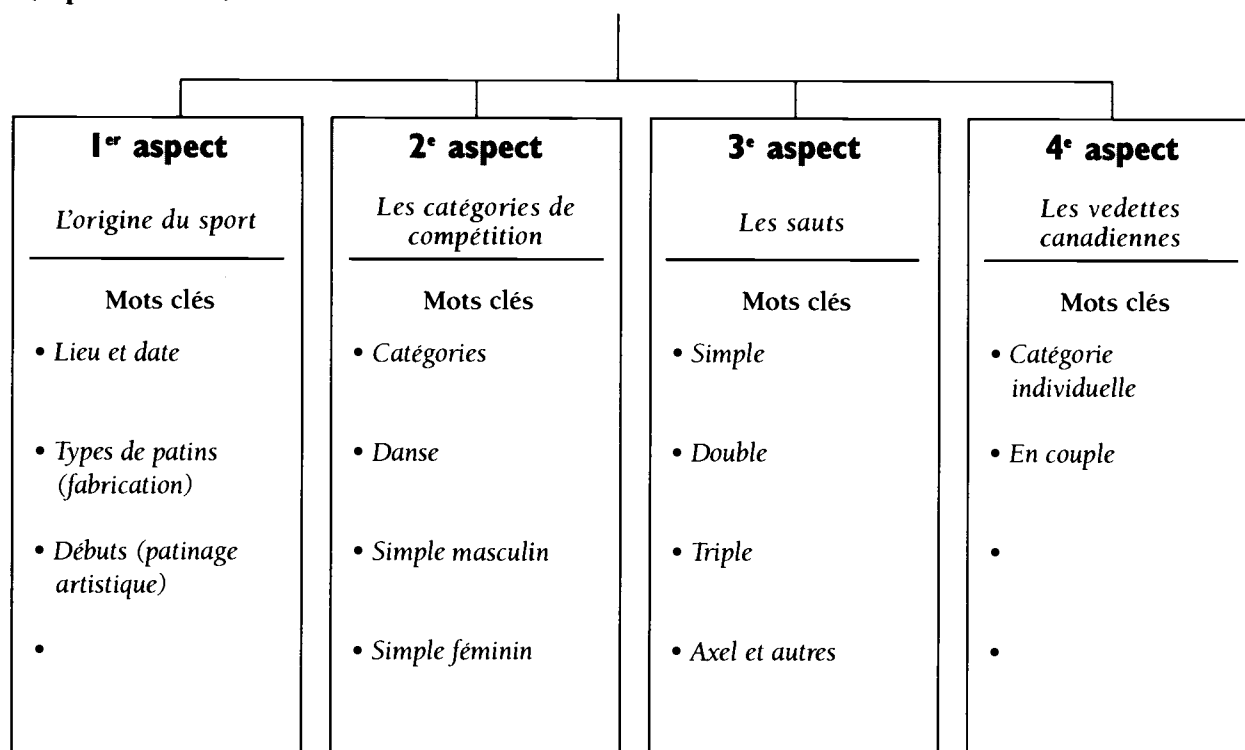 1er aspect
L'origine du sport
Mots clés
• Lieu et date
• Types de patins
(fabrication)
• Débuts (patinage
artistique)
•
2e aspect
Les catégories de
compétition
Mots clés
• Catégories
• Danse
• Simple masculin
• Simple féminin
3e aspect
Les sauts
Mots clés
• Simple
• Double
• Triple
• Axel et autres
4e aspect
Les vedettes
canadiennes
Mots clés
• Catégorie
individuelle
• En couple
•
•